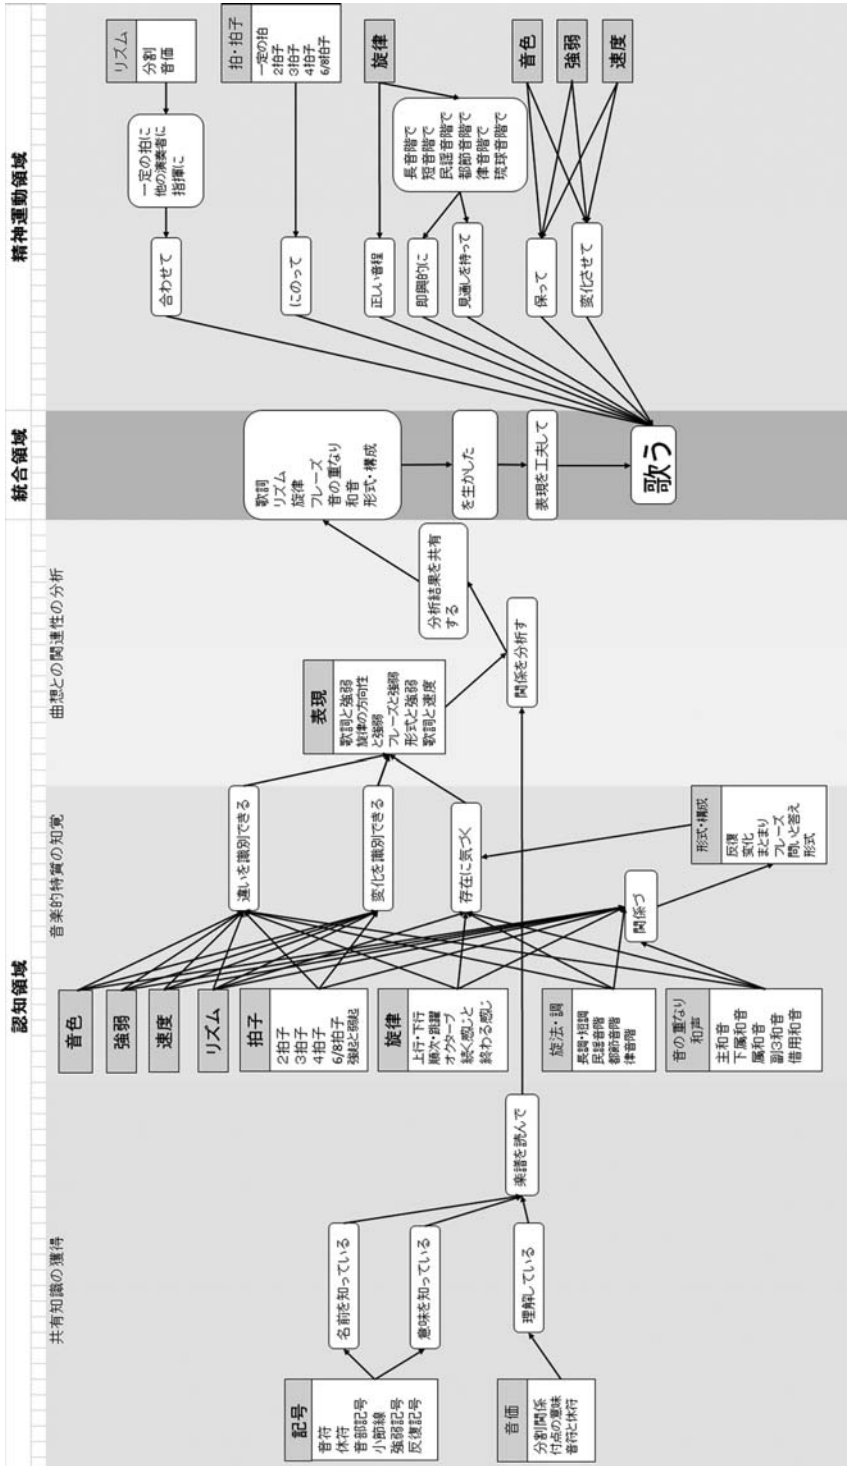 認知領域
統合領域
精神運動領域
共有知識の獲得
音楽的特質の知覚
曲想との関連性の分析
記号
音符
休符
音部記号
小節線
強弱記号
反復記号
音価
分割関係
付点の意味
音符と休符
名前を知っている
意味を知っている
理解している
楽譜を読んで
音色
強弱
速度
リズム
拍子
2拍子
3拍子
4拍子
6/8拍子
強起と弱起
旋律
上行・下行
順次・跳躍
オクターブ
続く感じと
終わる感じ
旋法・調
長調・短調
民謡音階
都節音階
律音階
音の重なり
和声
主和音
下属和音
属和音
副3和音
借用和音
違いを識別できる
変化を識別できる
存在に気づく
関係づ
形式・構成
反復
変化
まとまり
フレーズ
問いと答え
形式
表現
歌詞と強弱
旋律の方向性
と強弱
フレーズと強弱
形式と強弱
歌詞と速度
関係を分析す
分析結果を共有
する
歌詞
リズム
旋律
フレーズ
音の重なり
和音
形式・構成
を生かした
表現を工夫して
歌う
合わせて
にのって
正しい音程
即興的に
見通しを持って
保って
変化させて
一定の拍に
他の演奏者に
指揮に
長音階で
短音階で
民謡音階で
都節音階で
律音階で
琉球音階で
リズム
分割
音価
拍・拍子
一定の拍
2拍子
3拍子
4拍子
6/8拍子
旋律
音色
強弱
速度